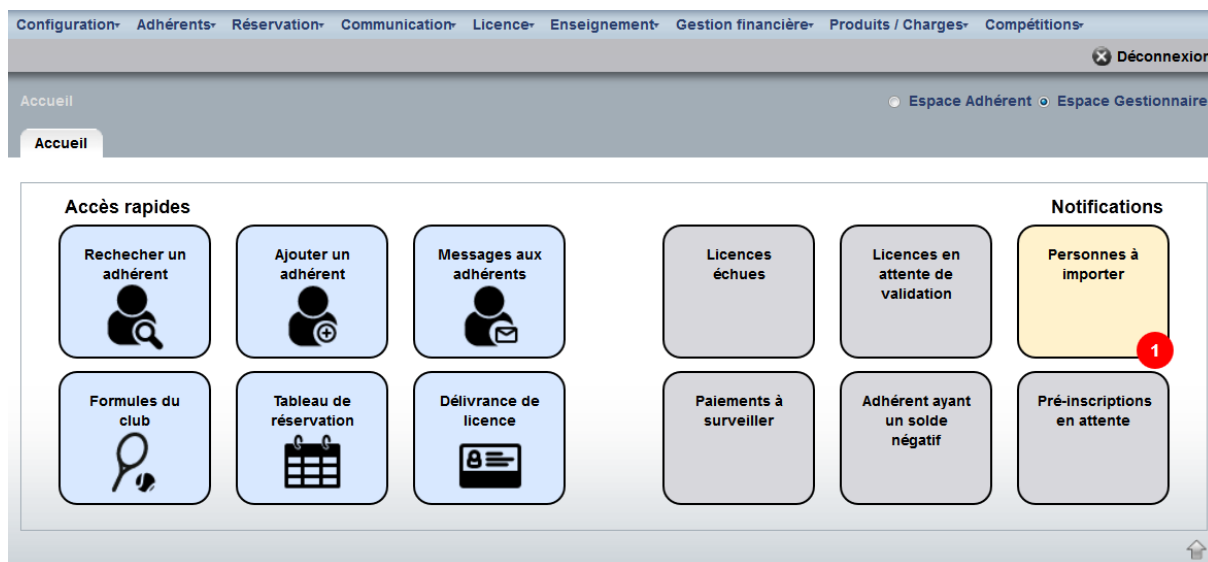 Configuration Adhérents Réservation Communication Licence Enseignement Gestion financière Produits / Charges Compétitions
Déconnexion
Accueil
Espace Adhérent Espace Gestionnaire
Accueil
Accès rapides
Notifications
Rechecher un
adhérent
Ajouter un
adhérent
Messages aux
adhérents
Licences
échues
Licences en
attente de
validation
Personnes à
importer
1
Formules du
club
Tableau de
réservation
Délivrance de
licence
Paiements à
surveiller
Adhérent ayant
un solde
négatif
Pré-inscriptions
en attente